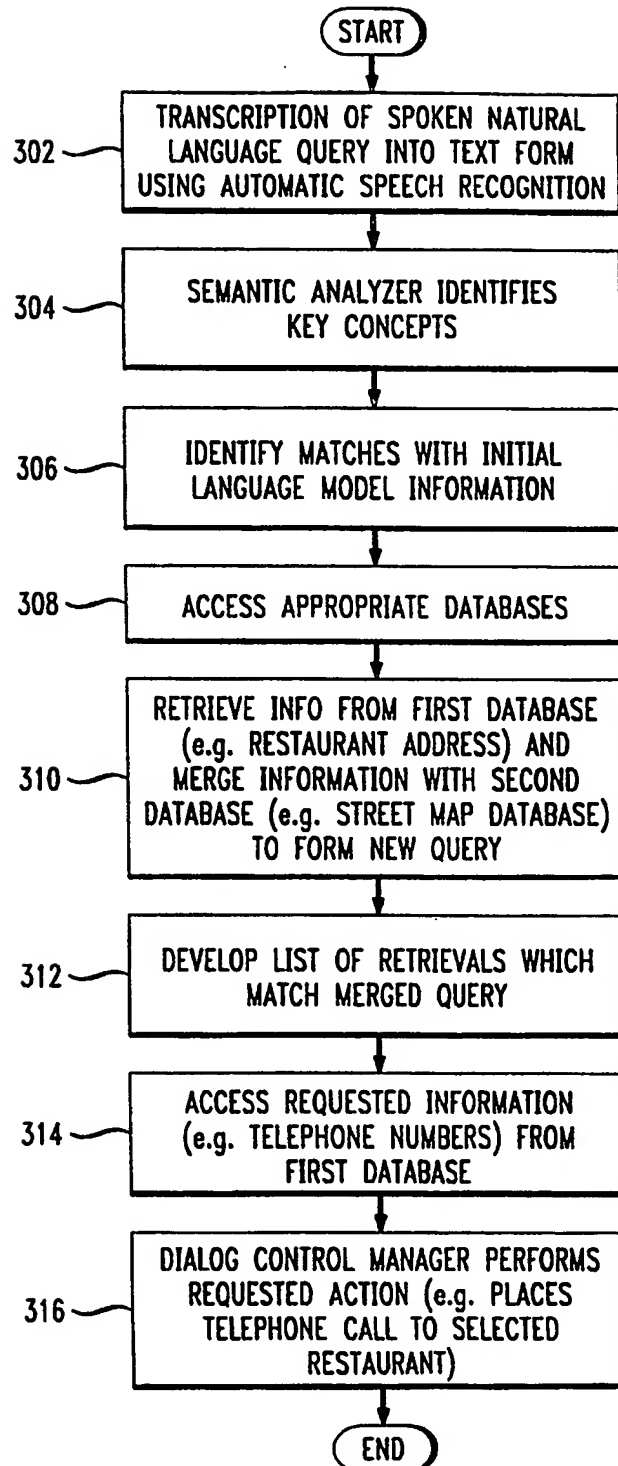 START
302
TRANSCRIPTION OF SPOKEN NATURAL
LANGUAGE QUERY INTO TEXT FORM
USING AUTOMATIC SPEECH RECOGNITION
304
SEMANTIC ANALYZER IDENTIFIES
KEY CONCEPTS
306
IDENTIFY MATCHES WITH INITIAL
LANGUAGE MODEL INFORMATION
308
ACCESS APPROPRIATE DATABASES
310
RETRIEVE INFO FROM FIRST DATABASE
(e.g. RESTAURANT ADDRESS) AND
MERGE INFORMATION WITH SECOND
DATABASE (e.g. STREET MAP DATABASE)
TO FORM NEW QUERY
312
DEVELOP LIST OF RETRIEVALS WHICH
MATCH MERGED QUERY
314
ACCESS REQUESTED INFORMATION
(e.g. TELEPHONE NUMBERS) FROM
FIRST DATABASE
316
DIALOG CONTROL MANAGER PERFORMS
REQUESTED ACTION (e.g. PLACES
TELEPHONE CALL TO SELECTED
RESTAURANT)
END